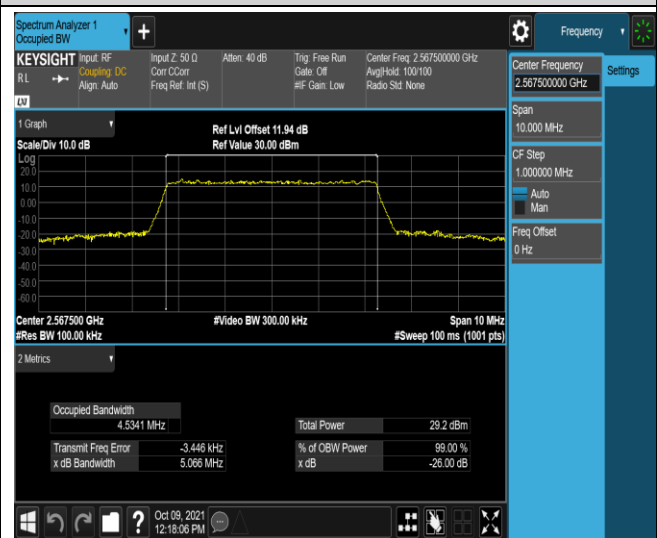 Spectrum Analyzer 1
Occupied BW
Frequency
KEYSIGHT
Input: RF
Coupling: DC
Align: Auto
Input Z: 50 Ω
Corr CCorr
Freq Ref: Int (S)
Atten: 40 dB
Trig: Free Run
Gate: Off
#IF Gain: Low
Center Freq: 2.567500000 GHz
Avg|Hold: 100/100
Radio Std: None
R L
LXI
Center Frequency
2.567500000 GHz
Settings
Span
10.000 MHz
CF Step
1.000000 MHz
Auto
Man
Freq Offset
0 Hz
1 Graph
Scale/Div 10.0 dB
Ref Lvl Offset 11.94 dB
Ref Value 30.00 dBm
Log
20.0
10.0
0.00
-10.0
-20.0
-30.0
-40.0
-50.0
-60.0
Center 2.567500 GHz
#Video BW 300.00 kHz
Span 10 MHz
#Res BW 100.00 kHz
#Sweep 100 ms (1001 pts)
2 Metrics
Occupied Bandwidth
4.5341 MHz
Total Power 29.2 dBm
Transmit Freq Error -3.446 kHz
% of OBW Power 99.00 %
x dB Bandwidth 5.066 MHz
x dB -26.00 dB
?
Oct 09, 2021
12:18:06 PM